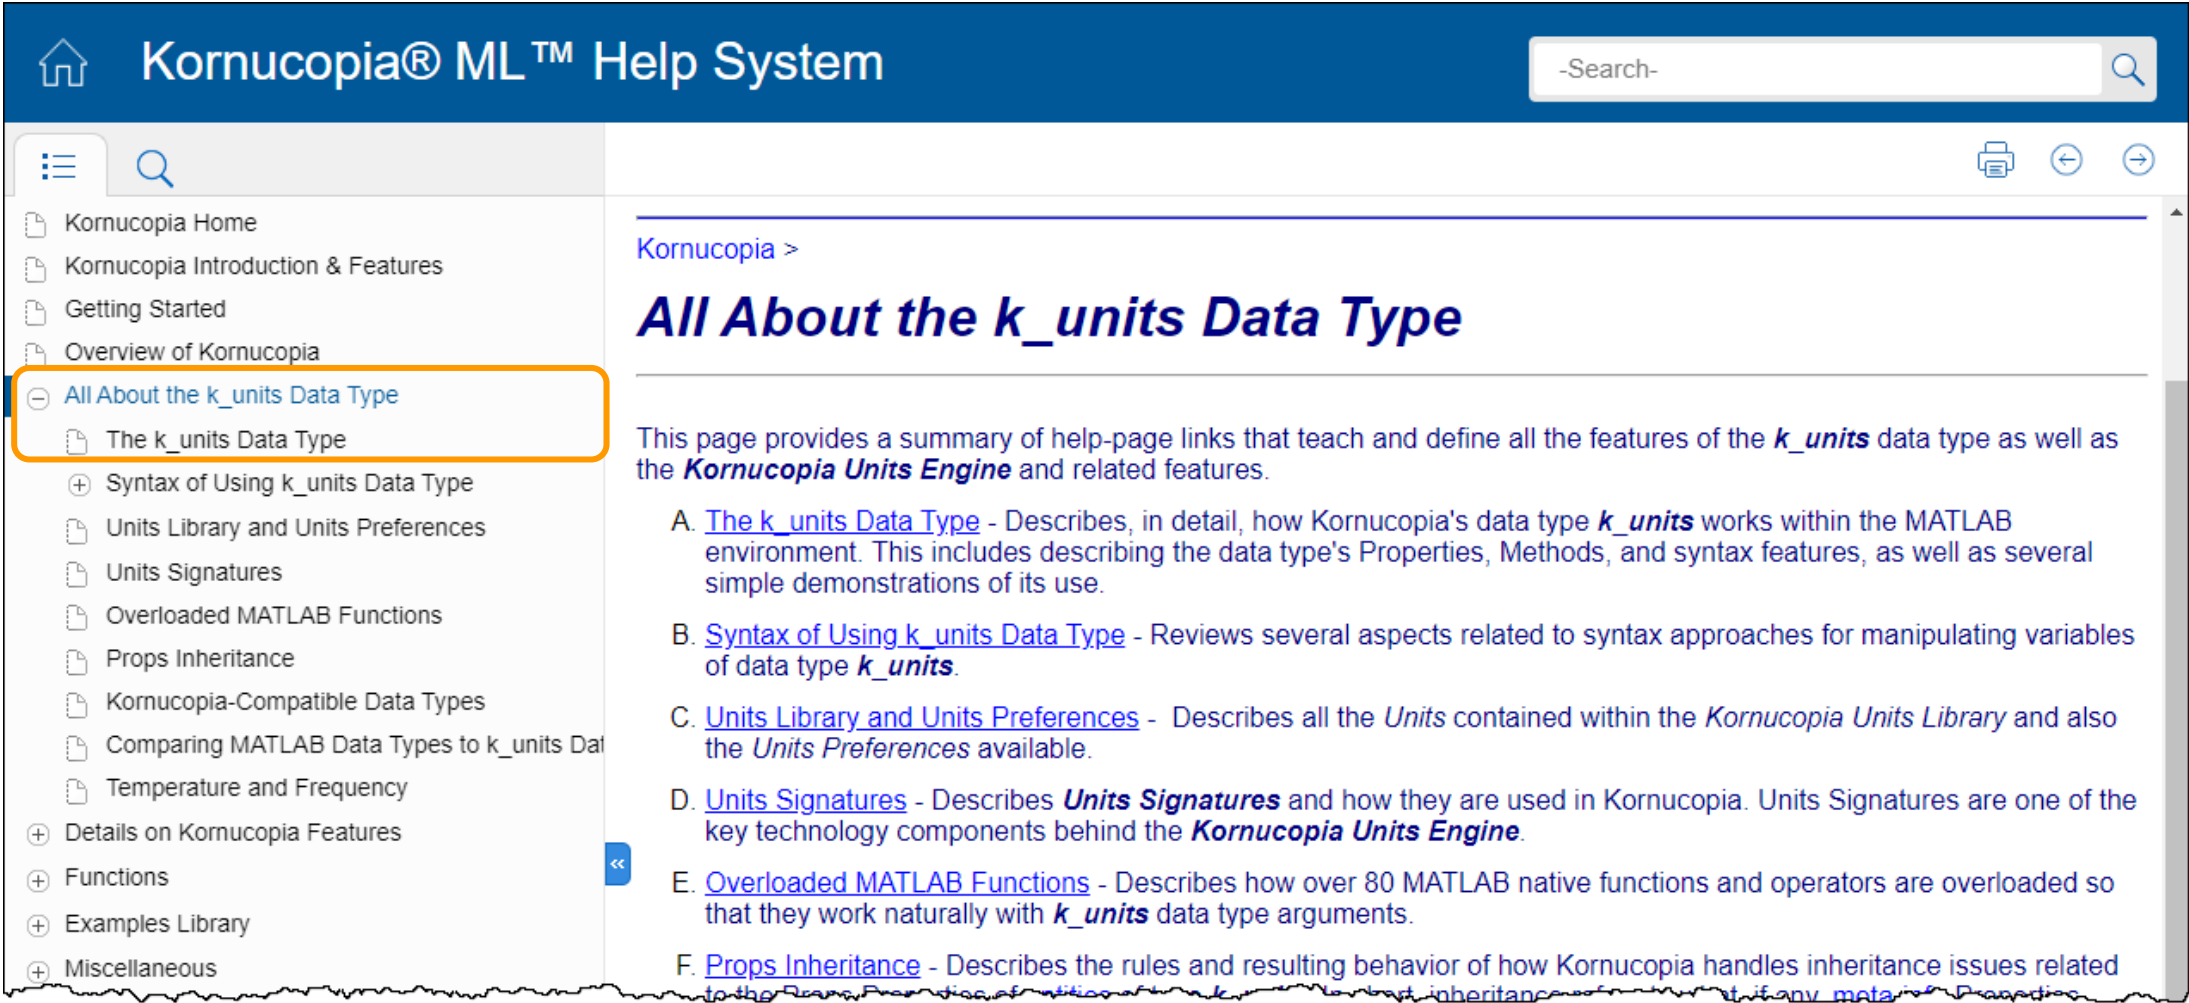 Kornucopia® ML™ Help System
-Search-
Kornucopia Home
Kornucopia Introduction & Features
Getting Started
Overview of Kornucopia
All About the k_units Data Type
The k_units Data Type
Syntax of Using k_units Data Type
Units Library and Units Preferences
Units Signatures
Overloaded MATLAB Functions
Props Inheritance
Kornucopia-Compatible Data Types
Comparing MATLAB Data Types to k_units Dat
Temperature and Frequency
Details on Kornucopia Features
Functions
Examples Library
Miscellaneous
«
Kornucopia >
All About the k_units Data Type
This page provides a summary of help-page links that teach and define all the features of the k_units data type as well as
the Kornucopia Units Engine and related features.
A. The k_units Data Type - Describes, in detail, how Kornucopia's data type k_units works within the MATLAB
environment. This includes describing the data type's Properties, Methods, and syntax features, as well as several
simple demonstrations of its use.
B. Syntax of Using k_units Data Type - Reviews several aspects related to syntax approaches for manipulating variables
of data type k_units.
C. Units Library and Units Preferences - Describes all the Units contained within the Kornucopia Units Library and also
the Units Preferences available.
D. Units Signatures - Describes Units Signatures and how they are used in Kornucopia. Units Signatures are one of the
key technology components behind the Kornucopia Units Engine.
E. Overloaded MATLAB Functions - Describes how over 80 MATLAB native functions and operators are overloaded so
that they work naturally with k_units data type arguments.
F. Props Inheritance - Describes the rules and resulting behavior of how Kornucopia handles inheritance issues related